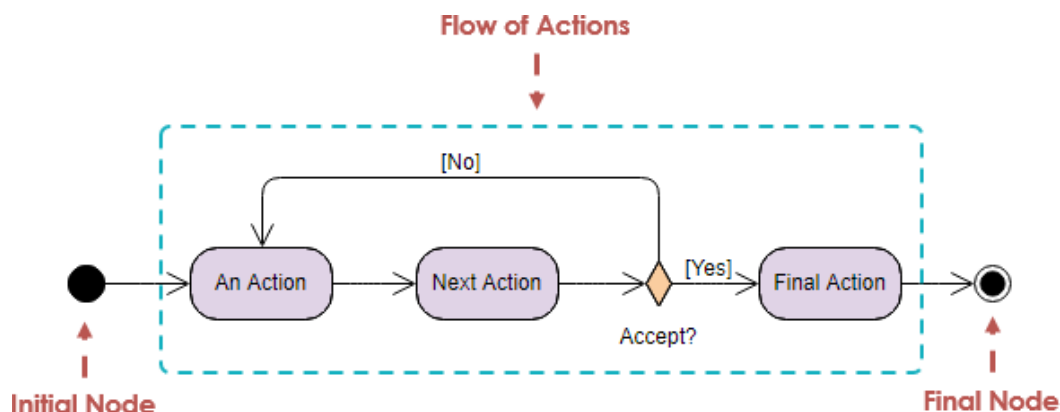 Flow of Actions
[No]
An Action
Next Action
[Yes]
Final Action
Accept?
Initial Node
Final Node